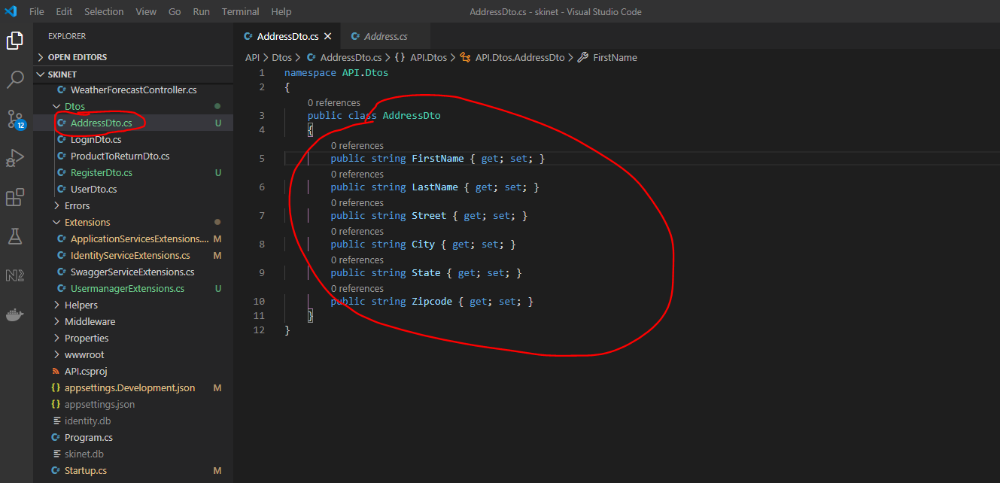 File Edit Selection View Go Run Terminal Help AddressDto.cs - skinet - Visual Studio Code
EXPLORER
OPEN EDITORS
SKINET
WeatherForecastController.cs
Dtos
AddressDto.cs U
LoginDto.cs
ProductToReturnDto.cs
RegisterDto.cs U
UserDto.cs
Errors
Extensions
ApplicationServicesExtensions.... M
IdentityServiceExtensions.cs M
SwaggerServiceExtensions.cs
UsermanagerExtensions.cs U
Helpers
Middleware
Properties
wwwroot
API.csproj
appsettings.Development.json M
appsettings.json
identity.db
Program.cs
skinet.db
Startup.cs M
12
AddressDto.cs Address.cs
API > Dtos > AddressDto.cs > {} API.Dtos > API.Dtos.AddressDto > FirstName
1 namespace API.Dtos
2 {
0 references
3 public class AddressDto
4 {
0 references
5 public string FirstName { get; set; }
0 references
6 public string LastName { get; set; }
0 references
7 public string Street { get; set; }
0 references
8 public string City { get; set; }
0 references
9 public string State { get; set; }
0 references
10 public string Zipcode { get; set; }
11 }
12 }